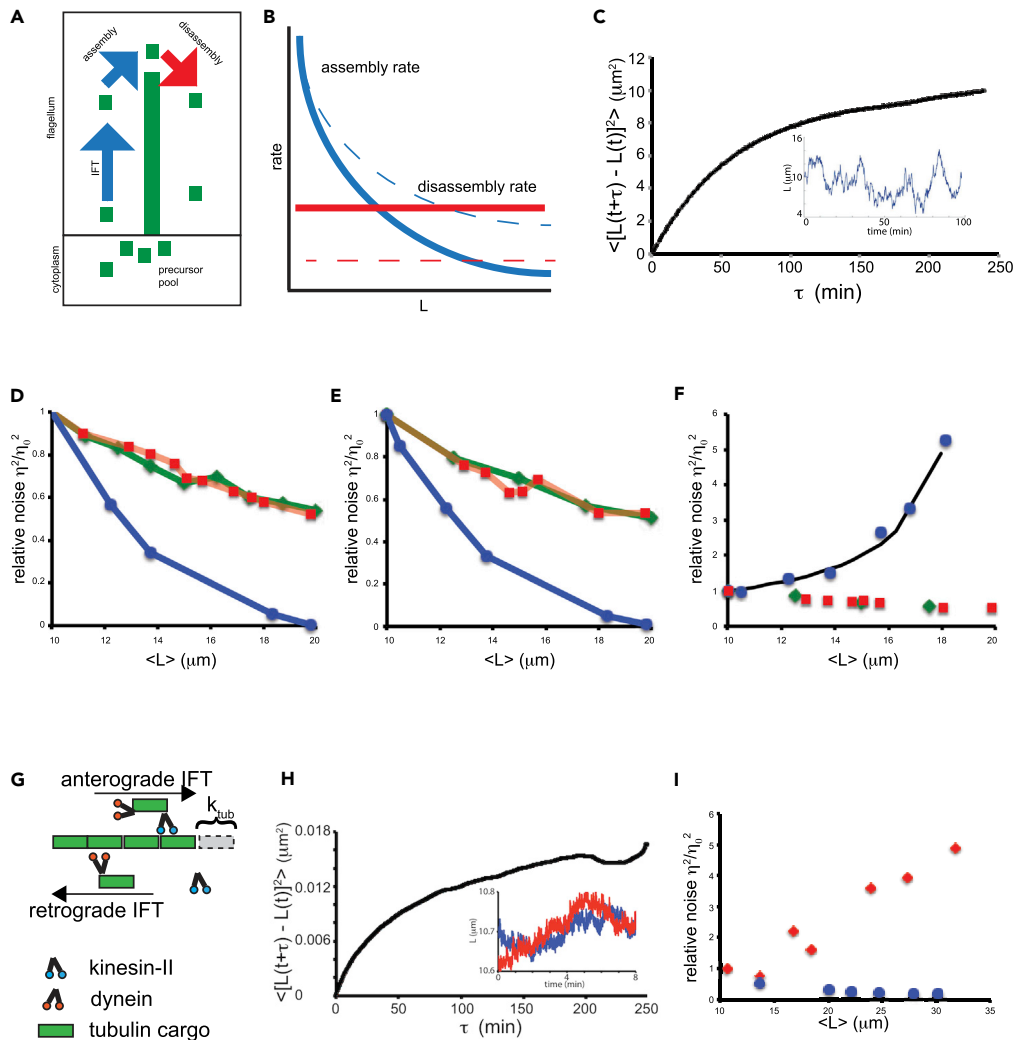 A
assembly
disassembly
flagellum
IFT
cytoplasm
precursor
pool
B
assembly rate
disassembly rate
rate
L
C
<[L(t+τ) - L(t)]²> (μm²)
12
10
8
6
4
2
0
0
50
100
150
200
250
τ (min)
L (μm)
16
10
4
0
50
100
time (min)
D
relative noise η²/η₀²
1
0.8
0.6
0.4
0.2
0
10
12
14
16
18
20
<L> (μm)
E
relative noise η²/η₀²
1
0.8
0.6
0.4
0.2
0
10
12
14
16
18
20
<L> (μm)
F
relative noise η²/η₀²
6
5
4
3
2
1
0
10
12
14
16
18
20
<L> (μm)
G
anterograde IFT
k_tub
retrograde IFT
kinesin-II
dynein
tubulin cargo
H
<[L(t+τ) - L(t)]²> (μm²)
0.018
0.012
0.006
0
0
50
100
150
200
250
τ (min)
L (μm)
10.8
10.7
10.6
0
4
8
time (min)
I
relative noise η²/η₀²
6
5
4
3
2
1
0
10
15
20
25
30
35
<L> (μm)